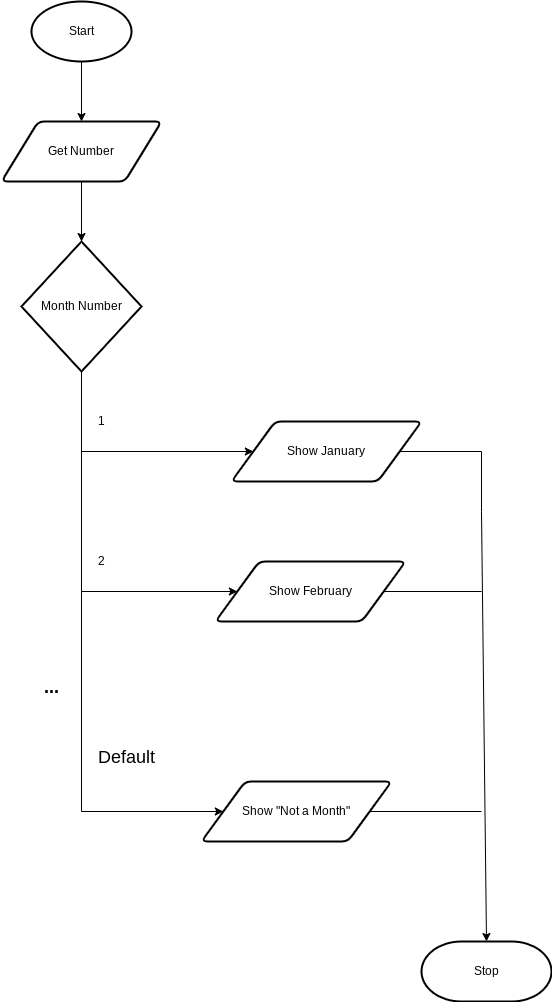 Start
Get Number
Month Number
1
Show January
2
Show February
...
Default
Show "Not a Month"
Stop